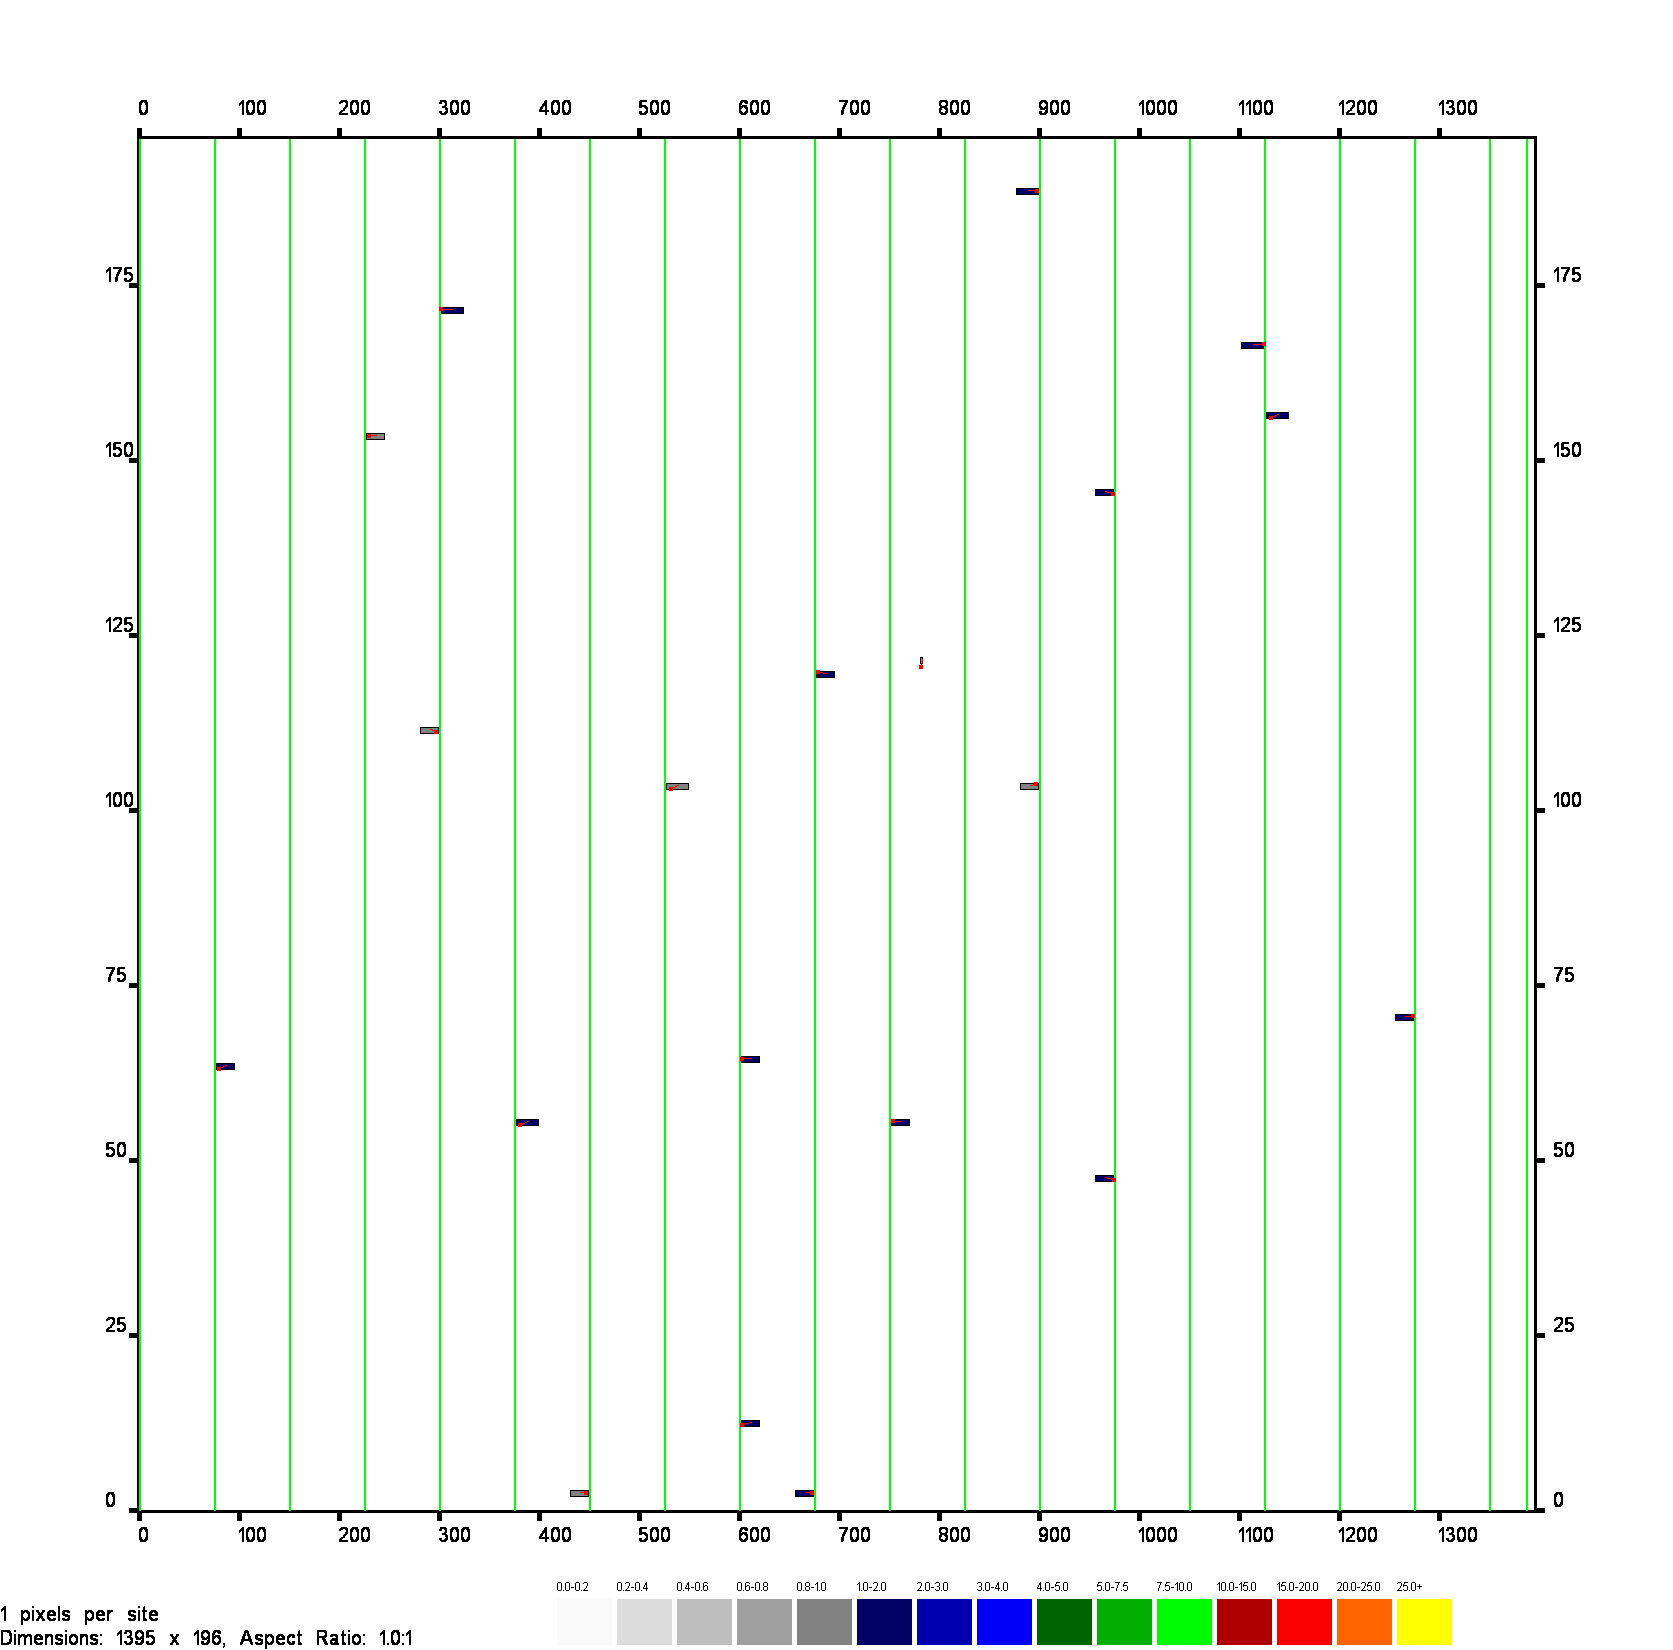 0 100 200 300 400 500 600 700 800 900 1000 1100 1200 1300
175 175
150 150
125 125
100 100
75 75
50 50
25 25
0 0
0 100 200 300 400 500 600 700 800 900 1000 1100 1200 1300
0.0-0.2 0.2-0.4 0.4-0.6 0.6-0.8 0.8-1.0 1.0-2.0 2.0-3.0 3.0-4.0 4.0-5.0 5.0-7.5 7.5-10.0 10.0-15.0 15.0-20.0 20.0-25.0 25.0+
1 pixels per site
Dimensions: 1395 x 196, Aspect Ratio: 1.0:1